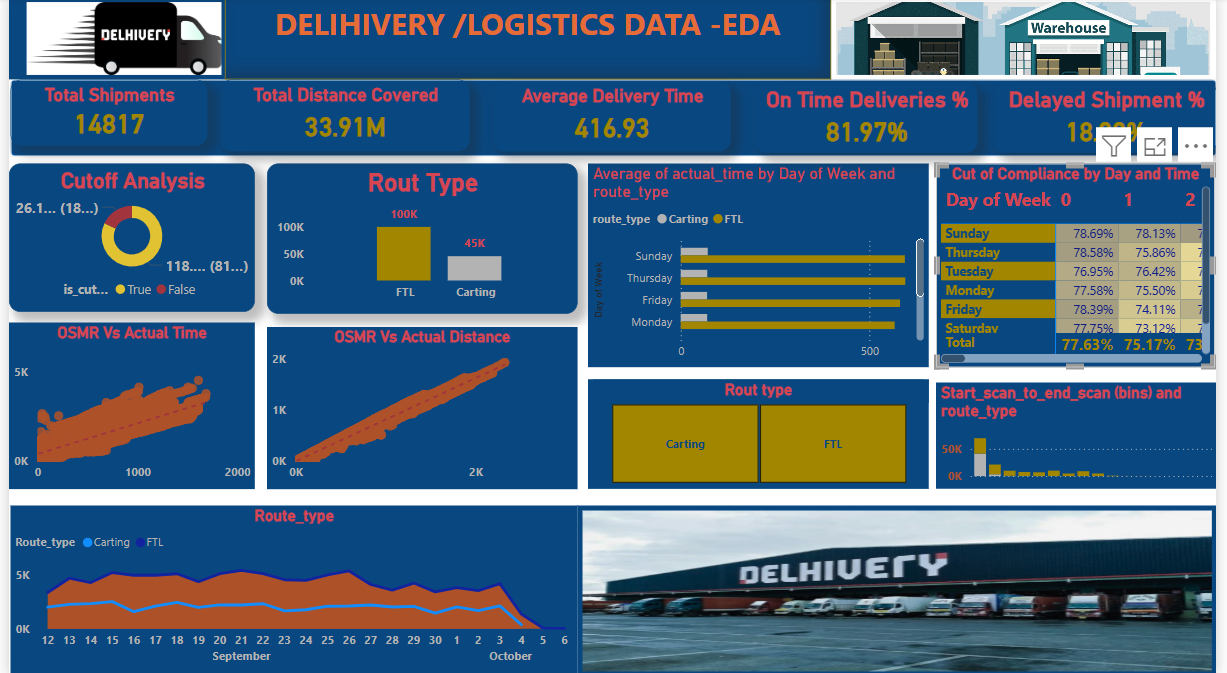 DELHIVERY
DELIHIVERY /LOGISTICS DATA -EDA
Warehouse
Total Shipments
14817
Total Distance Covered
33.91M
Average Delivery Time
416.93
On Time Deliveries %
81.97%
Delayed Shipment %
Cutoff Analysis
26.1... (18...)
118.... (81...)
is_cut... True False
Rout Type
100K
100K
45K
50K
0K
FTL Carting
Average of actual_time by Day of Week and
route_type
route_type Carting FTL
Day of Week
Sunday
Thursday
Friday
Monday
0 500
Cut of Compliance by Day and Time
Day of Week 0 1 2
Sunday 78.69% 78.13% 7
Thursday 78.58% 75.86% 7
Tuesday 76.95% 76.42% 7
Monday 77.58% 75.50% 7
Friday 78.39% 74.11% 7
Saturday 77.75% 73.12% 7
Total 77.63% 75.17% 73
OSMR Vs Actual Time
5K
0K
0 1000 2000
OSMR Vs Actual Distance
2K
1K
0K
0K 2K
Rout type
Carting FTL
Start_scan_to_end_scan (bins) and
route_type
50K
0K
Route_type
Route_type Carting FTL
5K
0K
12 13 14 15 16 17 18 19 20 21 22 23 24 25 26 27 28 29 30 1 2 3 4 5 6
September October
DELHIVERY